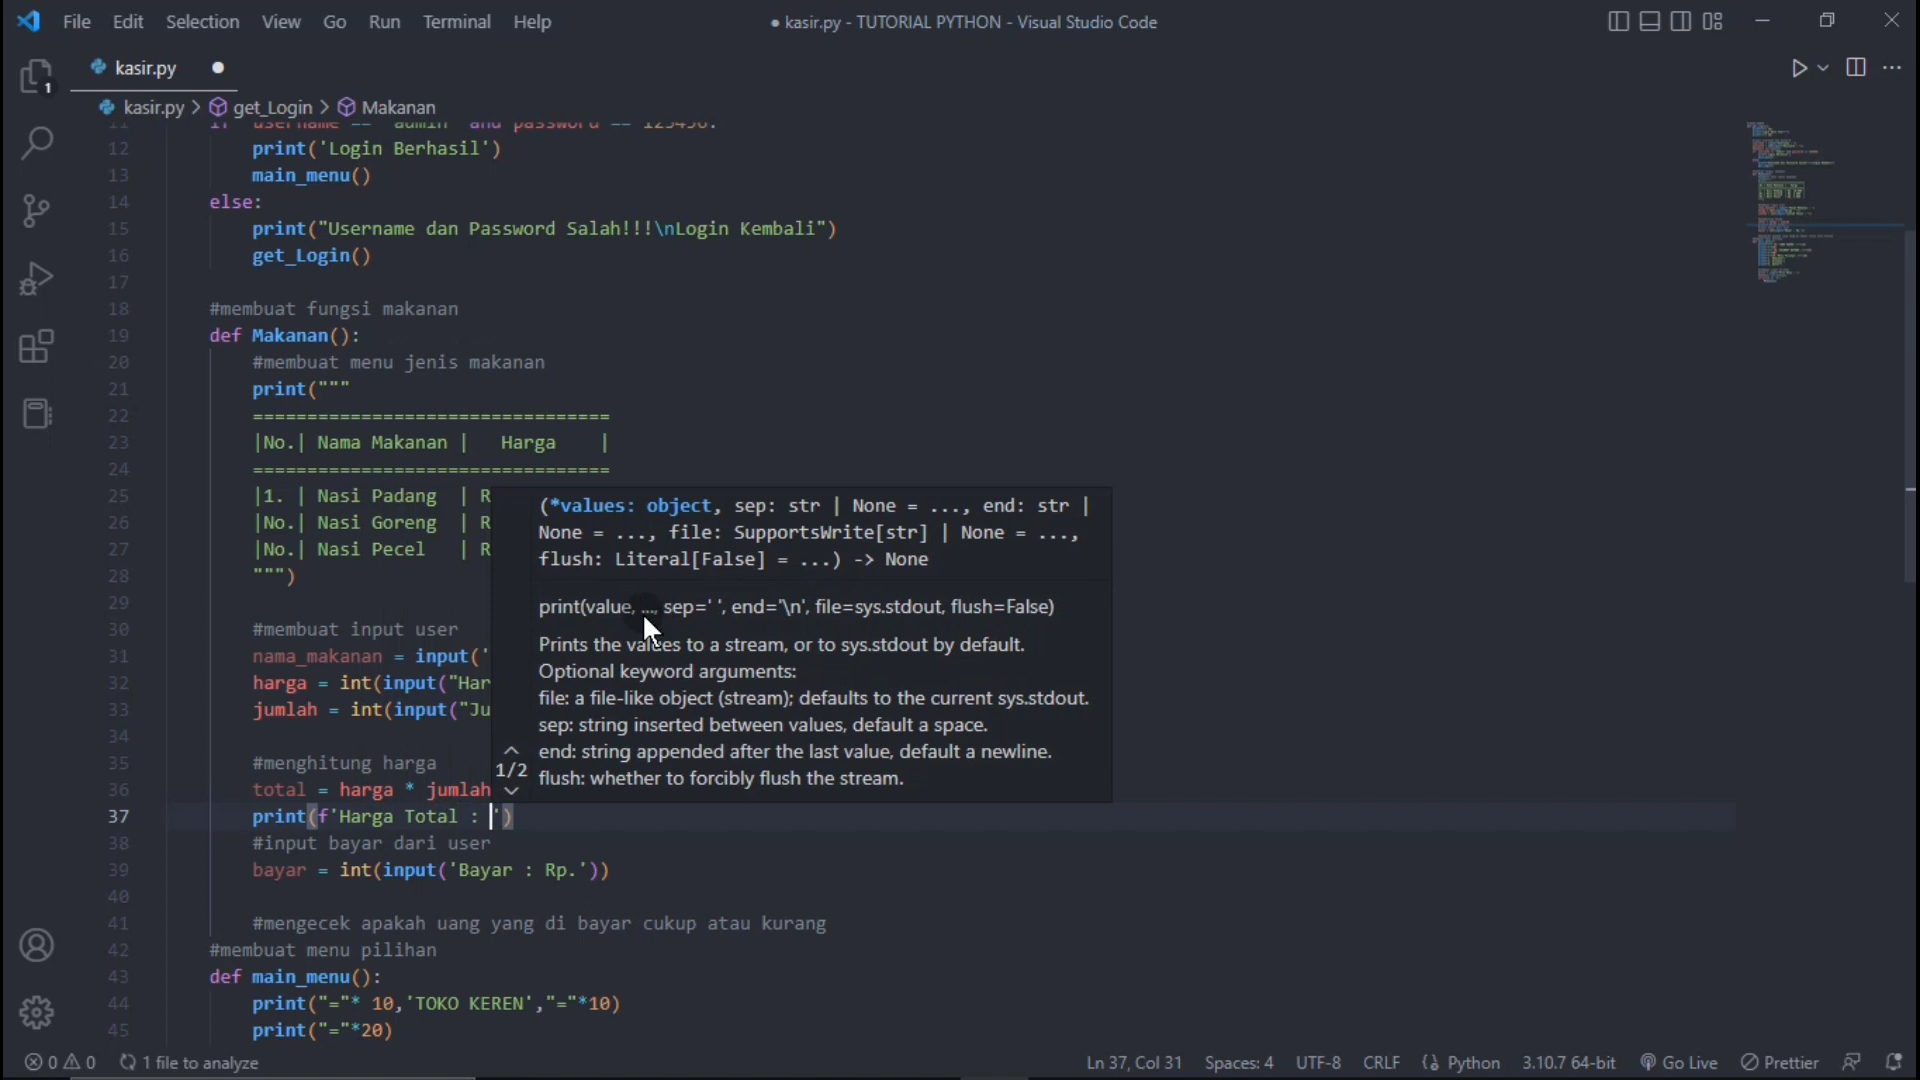 File Edit Selection View Go Run Terminal Help
● kasir.py - TUTORIAL PYTHON - Visual Studio Code
1
kasir.py
kasir.py > get_Login > Makanan
11 if username == "admin" and password == 123456:
12 print('Login Berhasil')
13 main_menu()
14 else:
15 print("Username dan Password Salah!!!\nLogin Kembali")
16 get_Login()
17
18 #membuat fungsi makanan
19 def Makanan():
20 #membuat menu jenis makanan
21 print("""
22 =================================
23 |No.| Nama Makanan |   Harga    |
24 =================================
25 |1. | Nasi Padang  | R
26 |No.| Nasi Goreng  | R
27 |No.| Nasi Pecel   | R
28 """)
29
30 #membuat input user
31 nama_makanan = input('
32 harga = int(input("Har
33 jumlah = int(input("Ju
34
35 #menghitung harga
36 total = harga * jumlah
37 print(f'Harga Total : ')
38 #input bayar dari user
39 bayar = int(input('Bayar : Rp.'))
40
41 #mengecek apakah uang yang di bayar cukup atau kurang
42 #membuat menu pilihan
43 def main_menu():
44 print("="* 10,'TOKO KEREN',"="*10)
45 print("="*20)
(*values: object, sep: str | None = ..., end: str |
None = ..., file: SupportsWrite[str] | None = ...,
flush: Literal[False] = ...) -> None
print(value, ..., sep=' ', end='\n', file=sys.stdout, flush=False)
Prints the values to a stream, or to sys.stdout by default.
Optional keyword arguments:
file: a file-like object (stream); defaults to the current sys.stdout.
sep: string inserted between values, default a space.
end: string appended after the last value, default a newline.
flush: whether to forcibly flush the stream.
1/2
0 0 1 file to analyze
Ln 37, Col 31 Spaces: 4 UTF-8 CRLF Python 3.10.7 64-bit Go Live Prettier